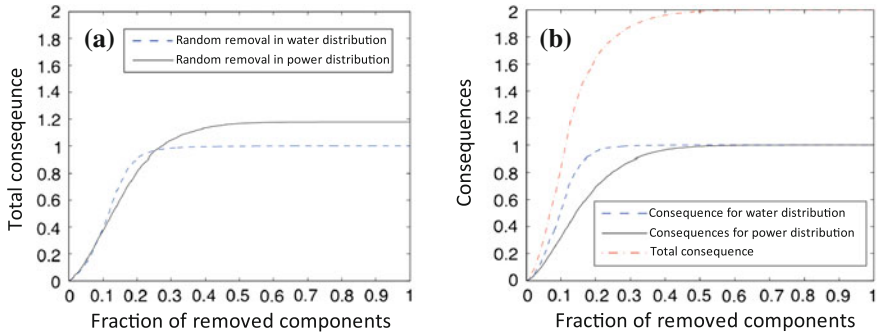 (a)
Random removal in water distribution
Random removal in power distribution
Total conseqeunce
2
1.8
1.6
1.4
1.2
1
0.8
0.6
0.4
0.2
0
0 0.1 0.2 0.3 0.4 0.5 0.6 0.7 0.8 0.9 1
Fraction of removed components
(b)
Consequences
2
1.8
1.6
1.4
1.2
1
0.8
0.6
0.4
0.2
0
Consequence for water distribution
Consequences for power distribution
Total consequence
0 0.1 0.2 0.3 0.4 0.5 0.6 0.7 0.8 0.9 1
Fraction of removed components